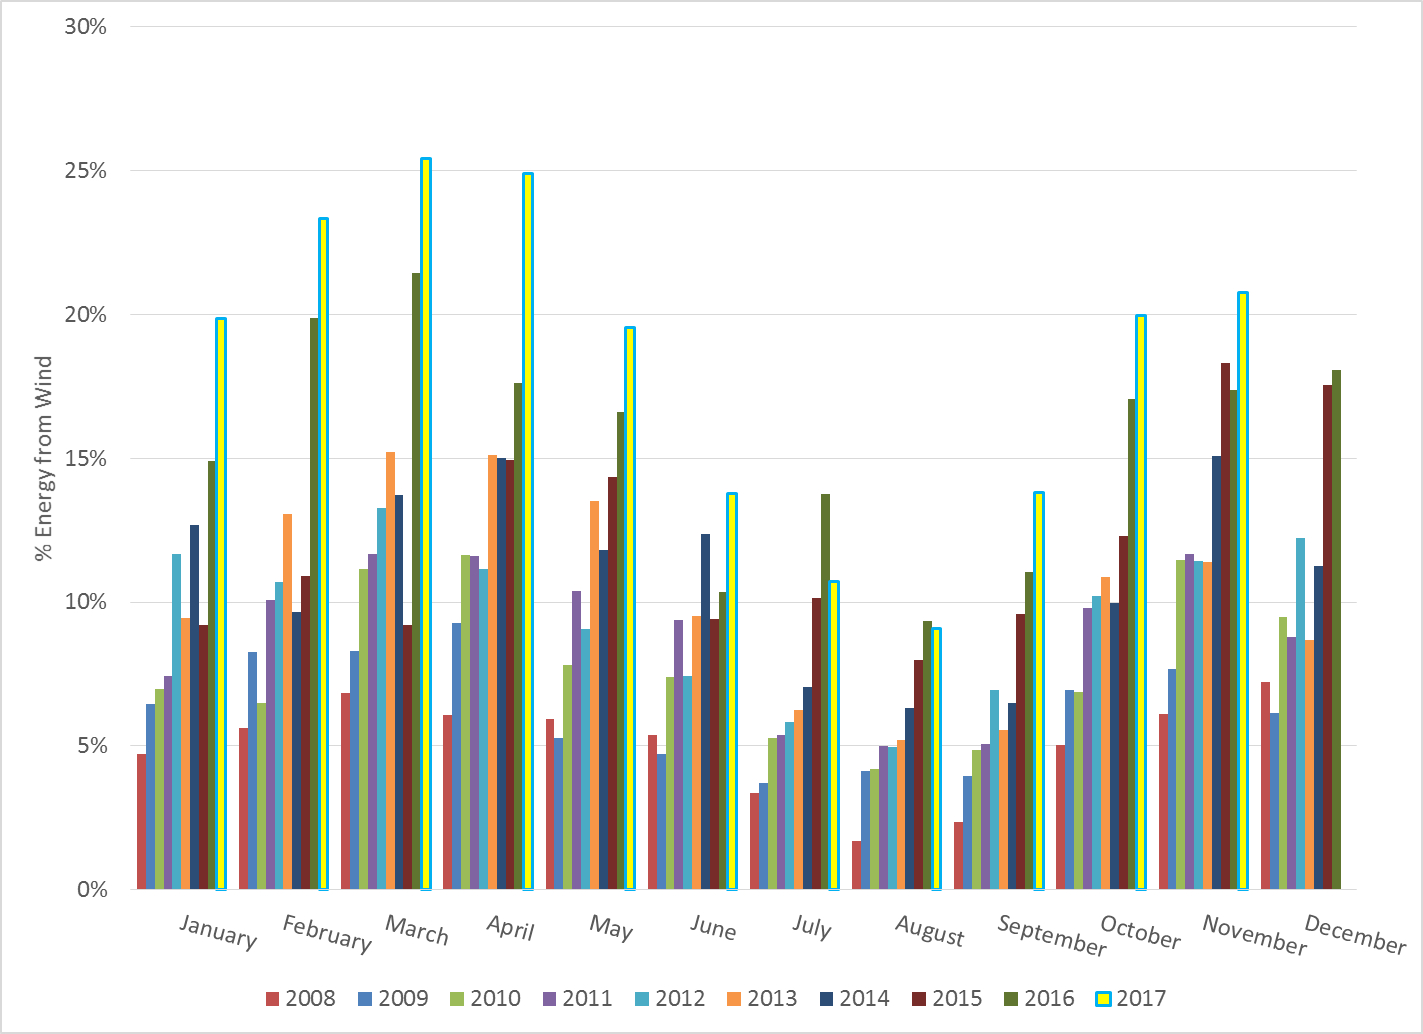 30%
25%
20%
15%
10%
5%
0%
% Energy from Wind
January February March April May June July August September October November December
2008 2009 2010 2011 2012 2013 2014 2015 2016 2017